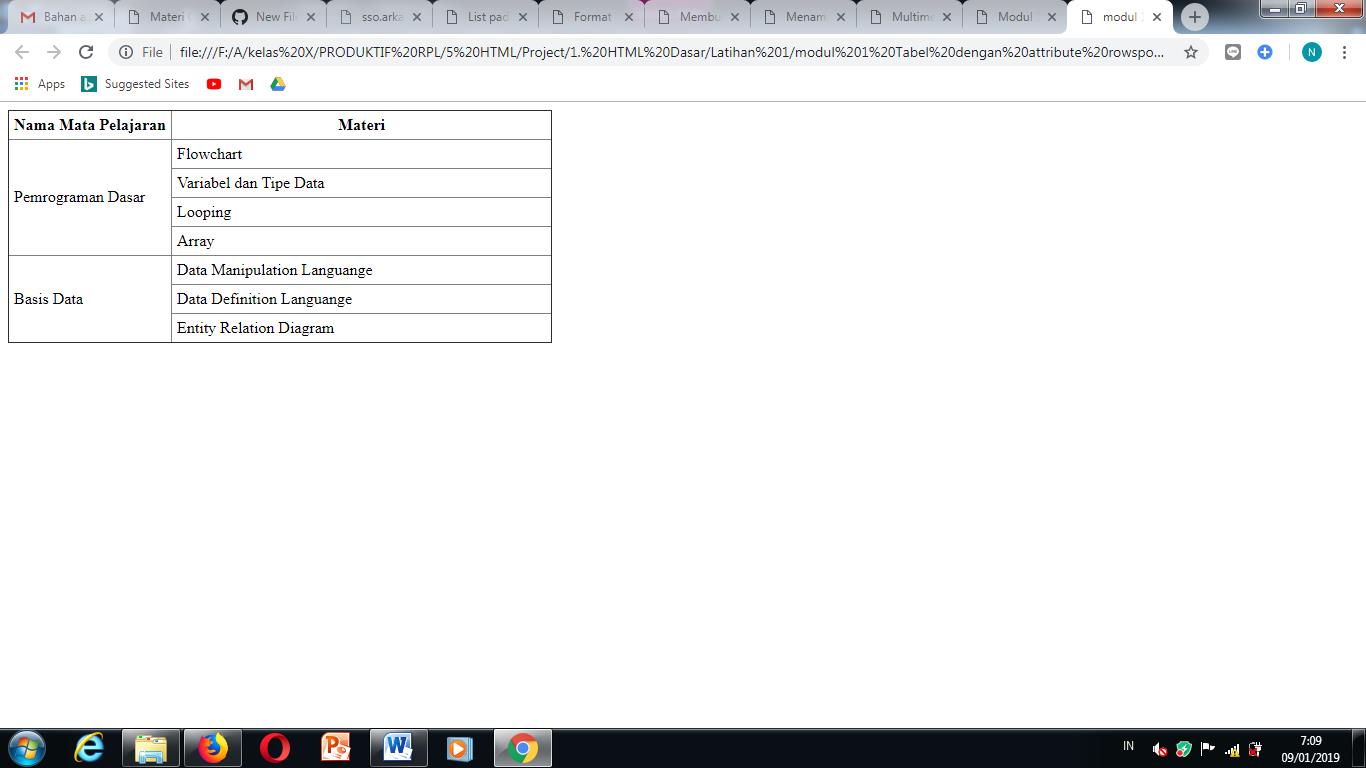 Bahan a
Materi
New File
sso.arka
List pad
Format
Membu
Menam
Multime
Modul
modul
File
file:///F:/A/kelas%20X/PRODUKTIF%20RPL/5%20HTML/Project/1.%20HTML%20Dasar/Latihan%201/modul%201%20Tabel%20dengan%20attribute%20rowspo...
N
Apps
Suggested Sites
Nama Mata Pelajaran
Materi
Pemrograman Dasar
Flowchart
Variabel dan Tipe Data
Looping
Array
Basis Data
Data Manipulation Languange
Data Definition Languange
Entity Relation Diagram
IN
7:09
09/01/2019